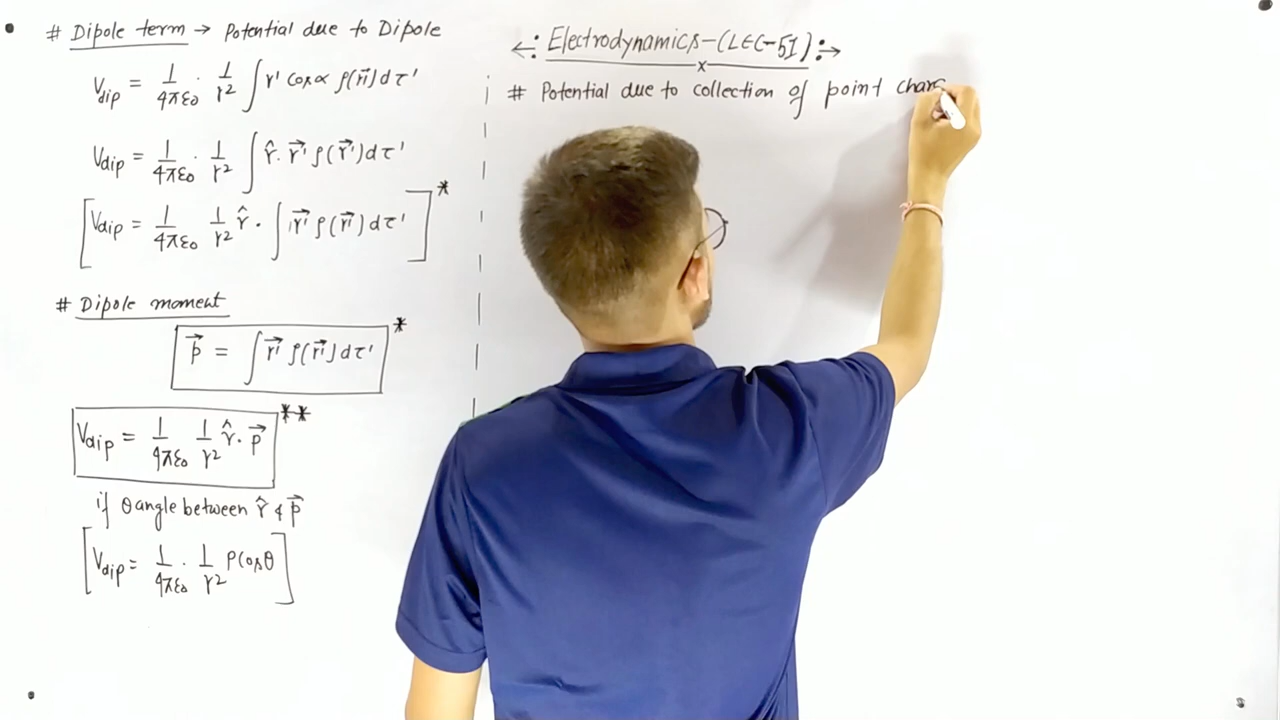 # Dipole term → Potential due to Dipole
V_dip = 1/4πε₀ · 1/r² ∫ r' cosα ρ(r⃗')dτ'
V_dip = 1/4πε₀ · 1/r² ∫ r̂. r⃗' ρ(r⃗')dτ'
[V_dip = 1/4πε₀ 1/r² r̂ · ∫ r⃗' ρ(r⃗')dτ']*
# Dipole moment
p⃗ = ∫ r⃗' ρ(r⃗')dτ' *
V_dip = 1/4πε₀ 1/r² r̂. p⃗ **
if θ angle between r̂ & p⃗
[V_dip = 1/4πε₀ . 1/r² P cosθ]
←: Electrodynamics-(LEC-51) :→
x
# Potential due to collection of point charg